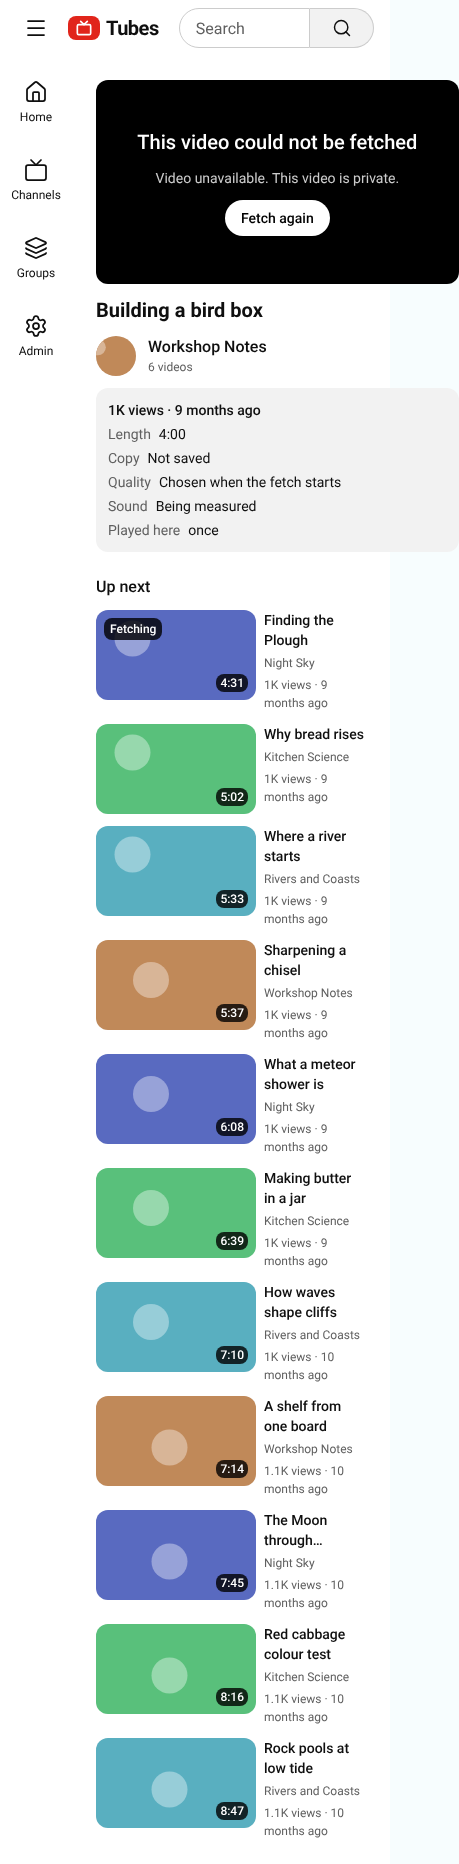 Tubes
Search
Home
Channels
Groups
Admin
This video could not be fetched
Video unavailable. This video is private.
Fetch again
Building a bird box
Workshop Notes
6 videos
1K views · 9 months ago
Length 4:00
Copy Not saved
Quality Chosen when the fetch starts
Sound Being measured
Played here once
Up next
Fetching
4:31
Finding the
Plough
Night Sky
1K views · 9
months ago
5:02
Why bread rises
Kitchen Science
1K views · 9
months ago
5:33
Where a river
starts
Rivers and Coasts
1K views · 9
months ago
5:37
Sharpening a
chisel
Workshop Notes
1K views · 9
months ago
6:08
What a meteor
shower is
Night Sky
1K views · 9
months ago
6:39
Making butter
in a jar
Kitchen Science
1K views · 9
months ago
7:10
How waves
shape cliffs
Rivers and Coasts
1K views · 10
months ago
7:14
A shelf from
one board
Workshop Notes
1.1K views · 10
months ago
7:45
The Moon
through…
Night Sky
1.1K views · 10
months ago
8:16
Red cabbage
colour test
Kitchen Science
1.1K views · 10
months ago
8:47
Rock pools at
low tide
Rivers and Coasts
1.1K views · 10
months ago